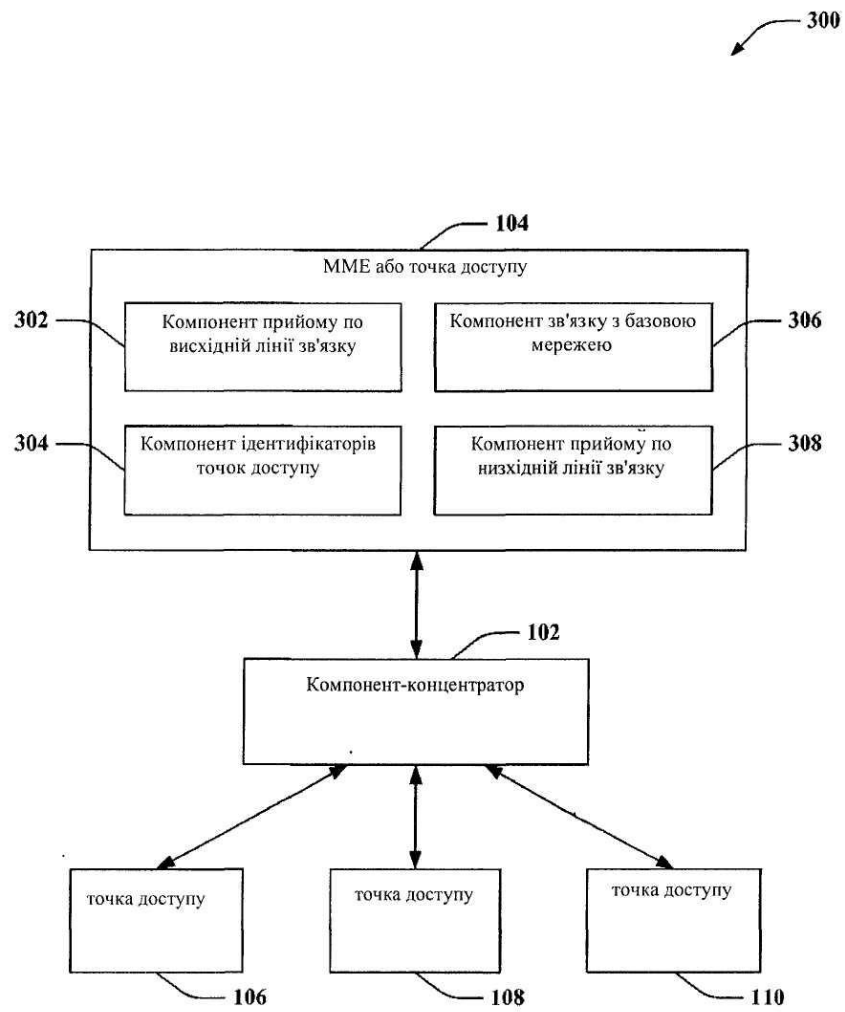 300
104
ММЕ або точка доступу
302
Компонент прийому по
висхідній лінії зв'язку
Компонент зв'язку з базовою
мережею
306
304
Компонент ідентифікаторів
точок доступу
Компонент прийому по
низхідній лінії зв'язку
308
102
Компонент-концентратор
точка доступу
точка доступу
точка доступу
106
108
110